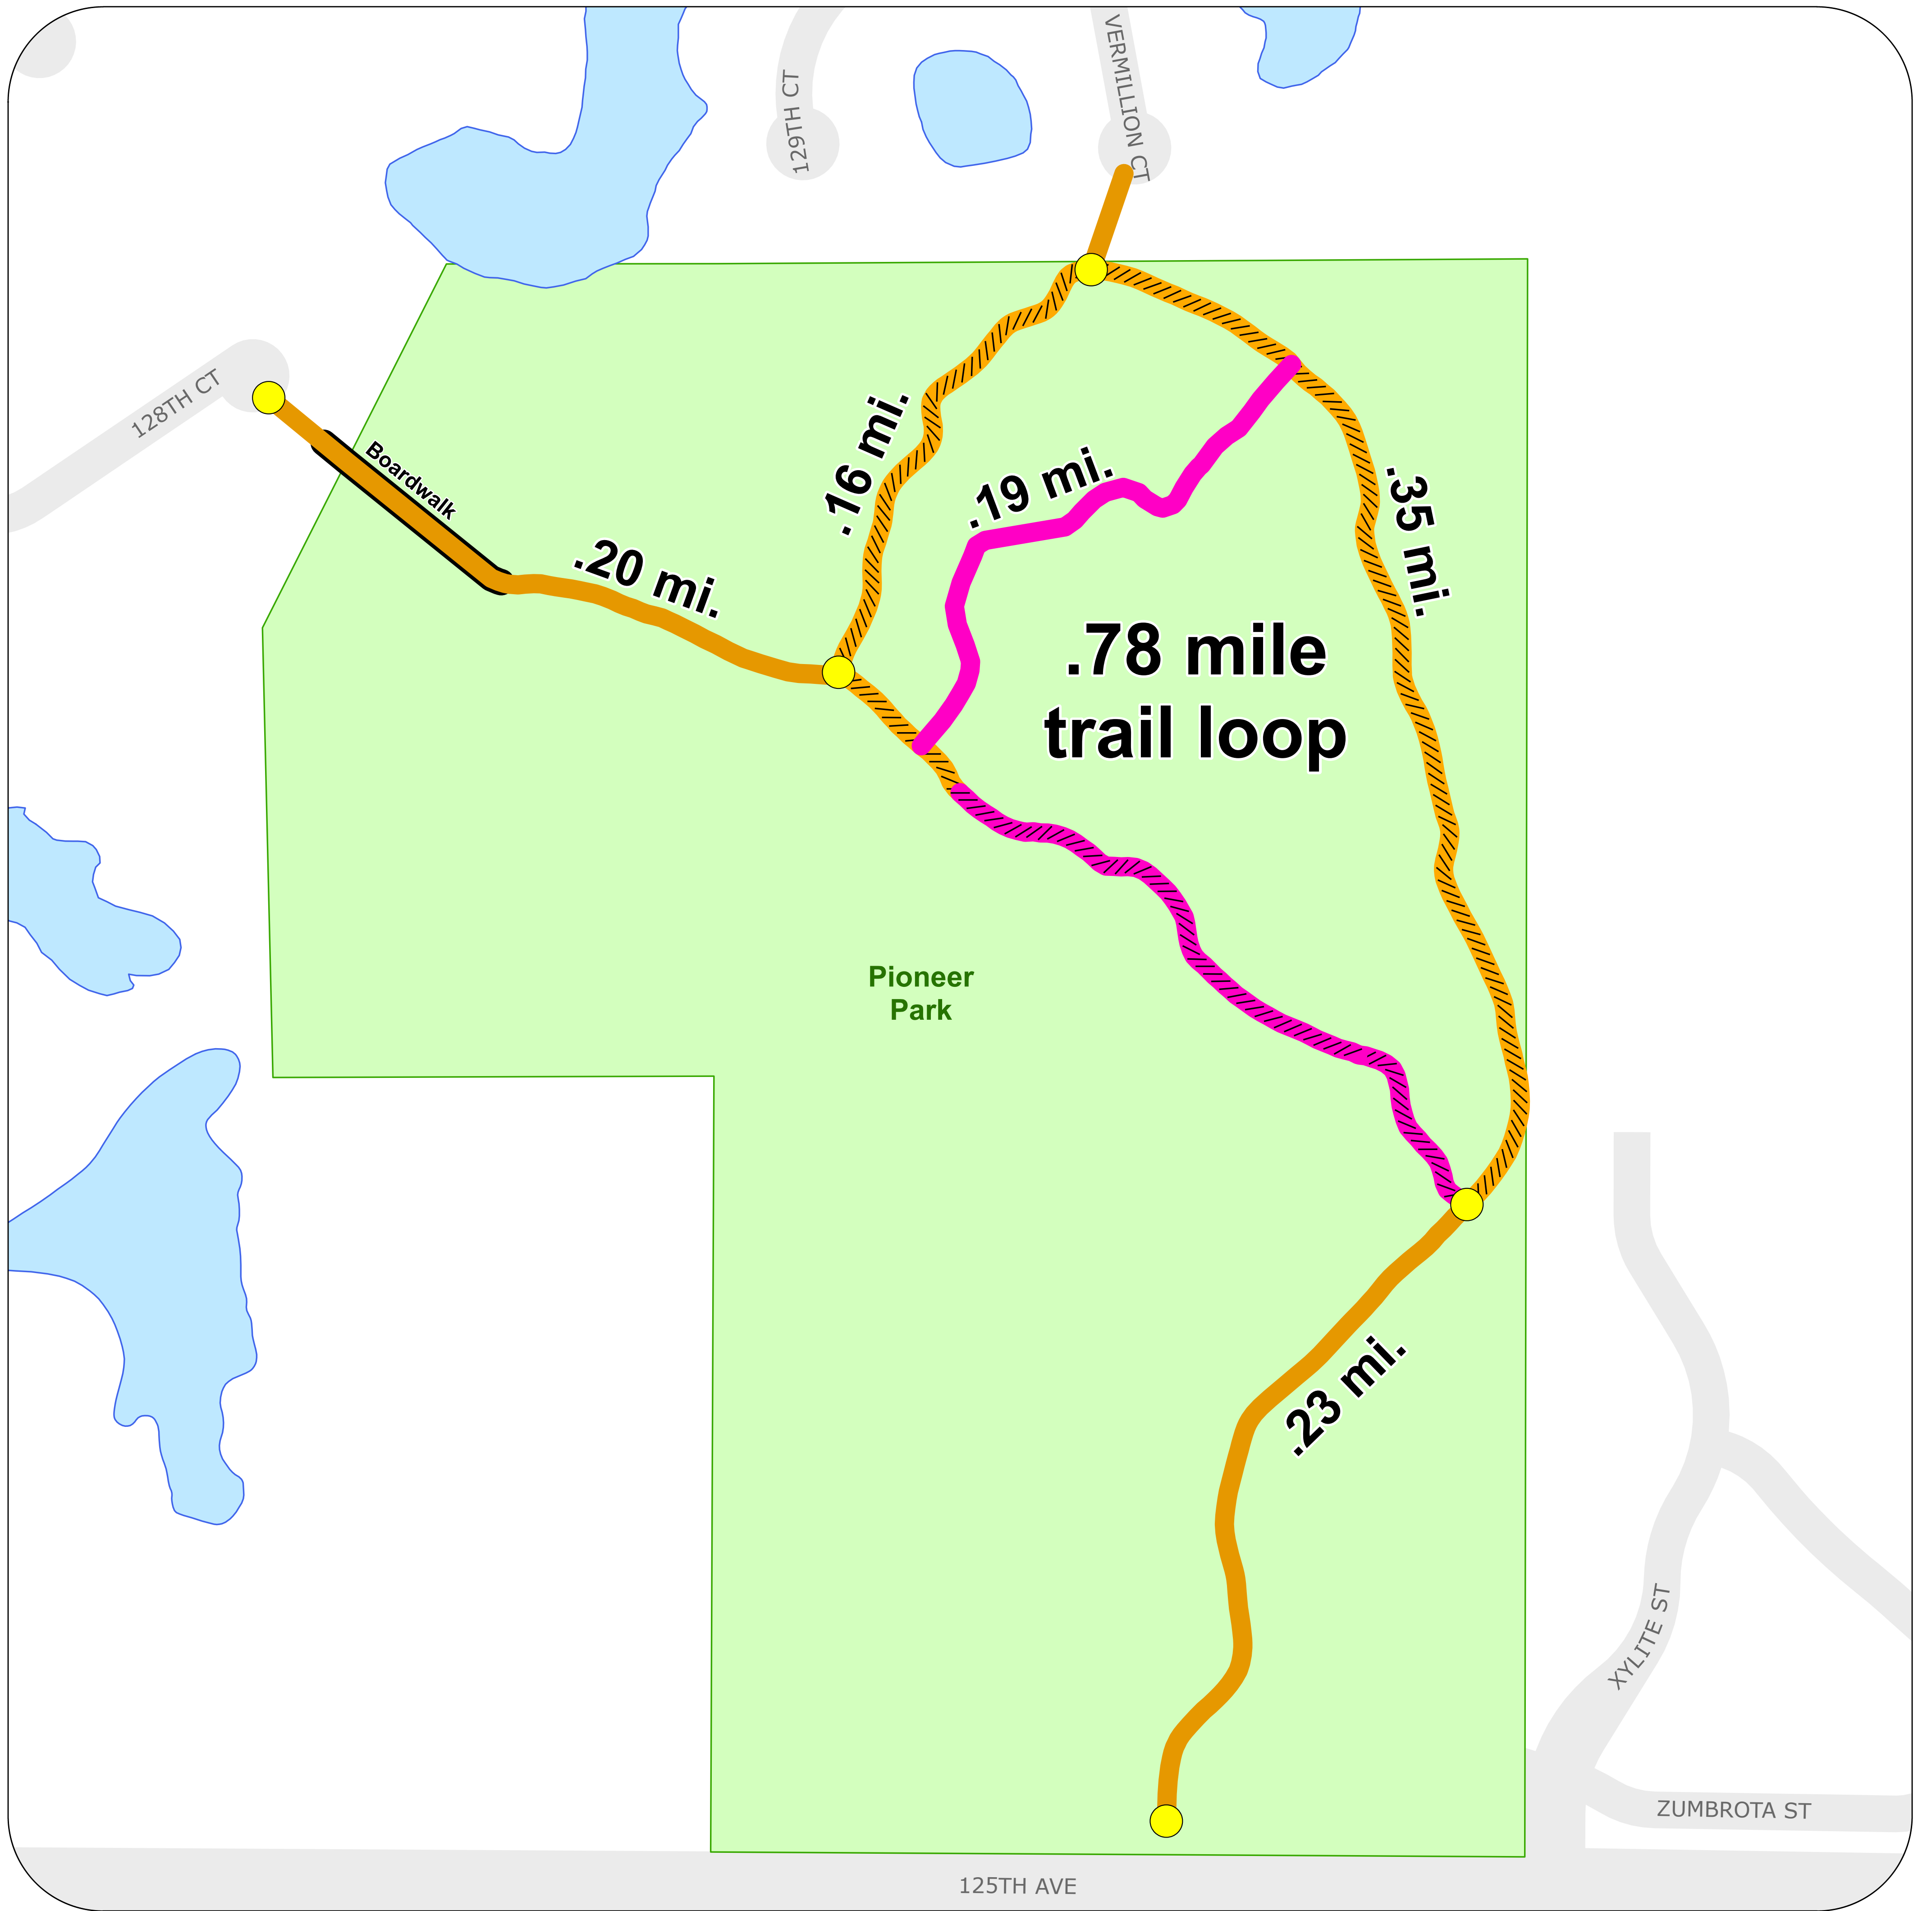 129TH CT
VERMILLION CT
128TH CT
Boardwalk
.20 mi.
.16 mi.
.19 mi.
.35 mi.
.78 mile
trail loop
Pioneer
Park
.23 mi.
XYLITE ST
ZUMBROTA ST
125TH AVE